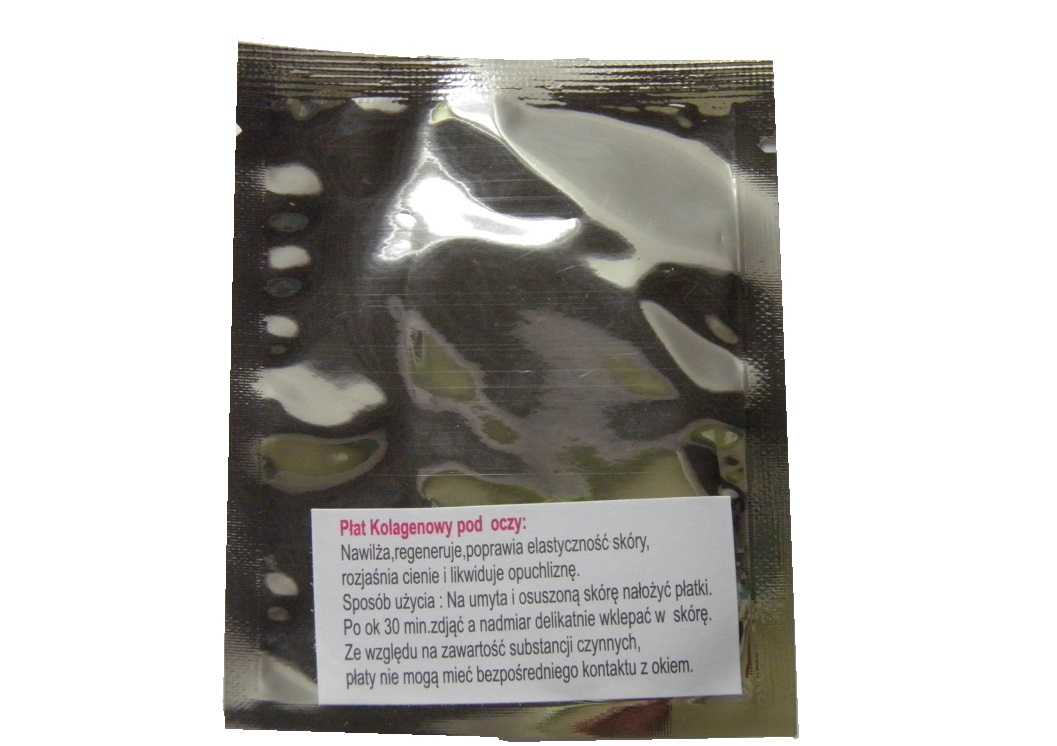 Płat Kolagenowy pod oczy:
Nawilża,regeneruje,poprawia elastyczność skóry,
rozjaśnia cienie i likwiduje opuchliznę.
Sposób użycia : Na umyta i osuszoną skórę nałożyć płatki.
Po ok 30 min.zdjąć a nadmiar delikatnie wklepać w skórę.
Ze względu na zawartość substancji czynnych,
płaty nie mogą mieć bezpośredniego kontaktu z okiem.